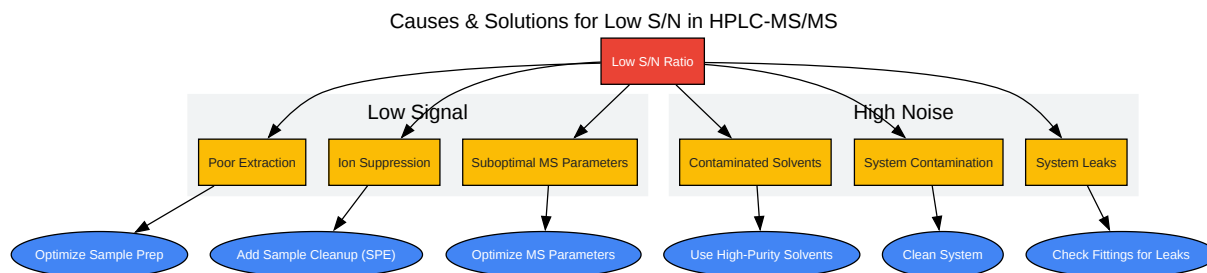 Causes & Solutions for Low S/N in HPLC-MS/MS
Low S/N Ratio
Low Signal
High Noise
Poor Extraction
Ion Suppression
Suboptimal MS Parameters
Contaminated Solvents
System Contamination
System Leaks
Optimize Sample Prep
Add Sample Cleanup (SPE)
Optimize MS Parameters
Use High-Purity Solvents
Clean System
Check Fittings for Leaks